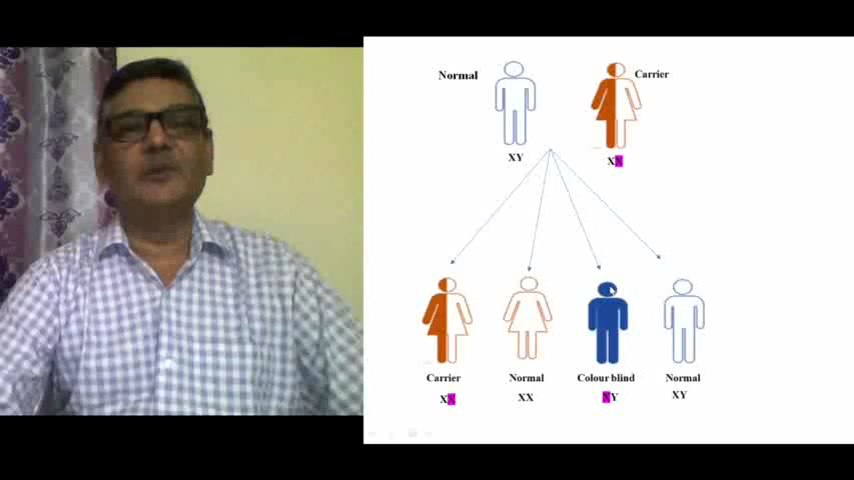 Normal
Carrier
XY
XX
Carrier
Normal
Colour blind
Normal
XX
XX
XY
XY